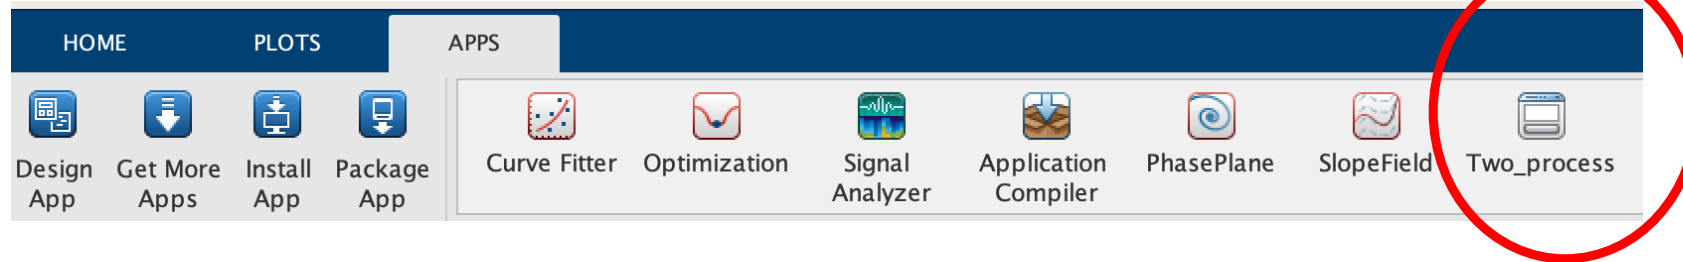 HOME PLOTS APPS
Design App
Get More Apps
Install App
Package App
Curve Fitter
Optimization
Signal Analyzer
Application Compiler
PhasePlane
SlopeField
Two_process